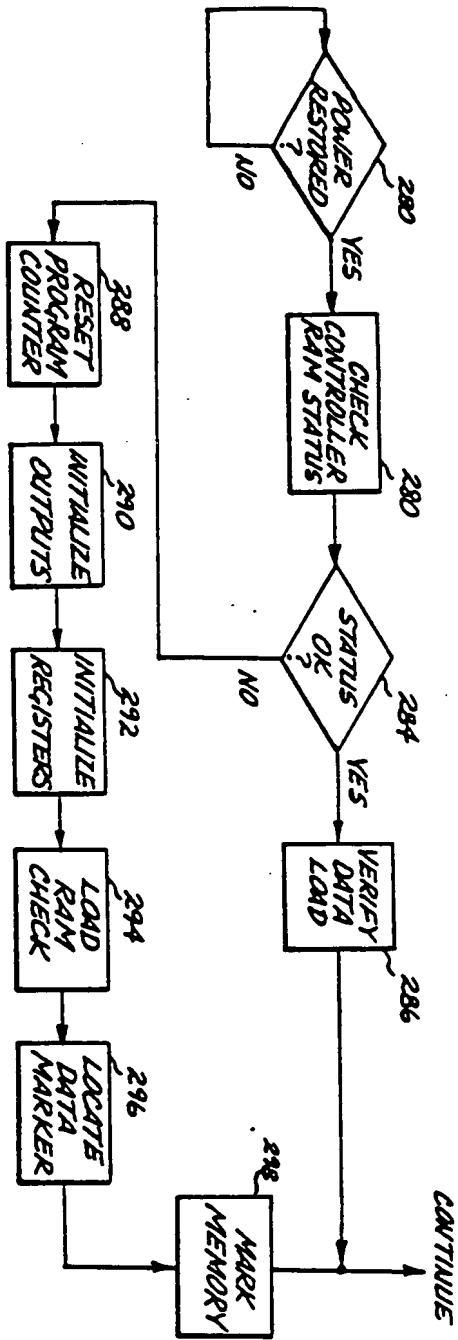 POWER
RESTORED
?
280
NO
YES
CHECK
CONTROLLER
RAM STATUS
280
STATUS
OK
?
284
NO
YES
VERIFY
DATA
LOAD
286
CONTINUE
RESET
PROGRAM
COUNTER
288
INITIALIZE
OUTPUTS
290
INITIALIZE
REGISTERS
292
LOAD
RAM
CHECK
294
LOCATE
DATA
MARKER
296
MARK
MEMORY
298